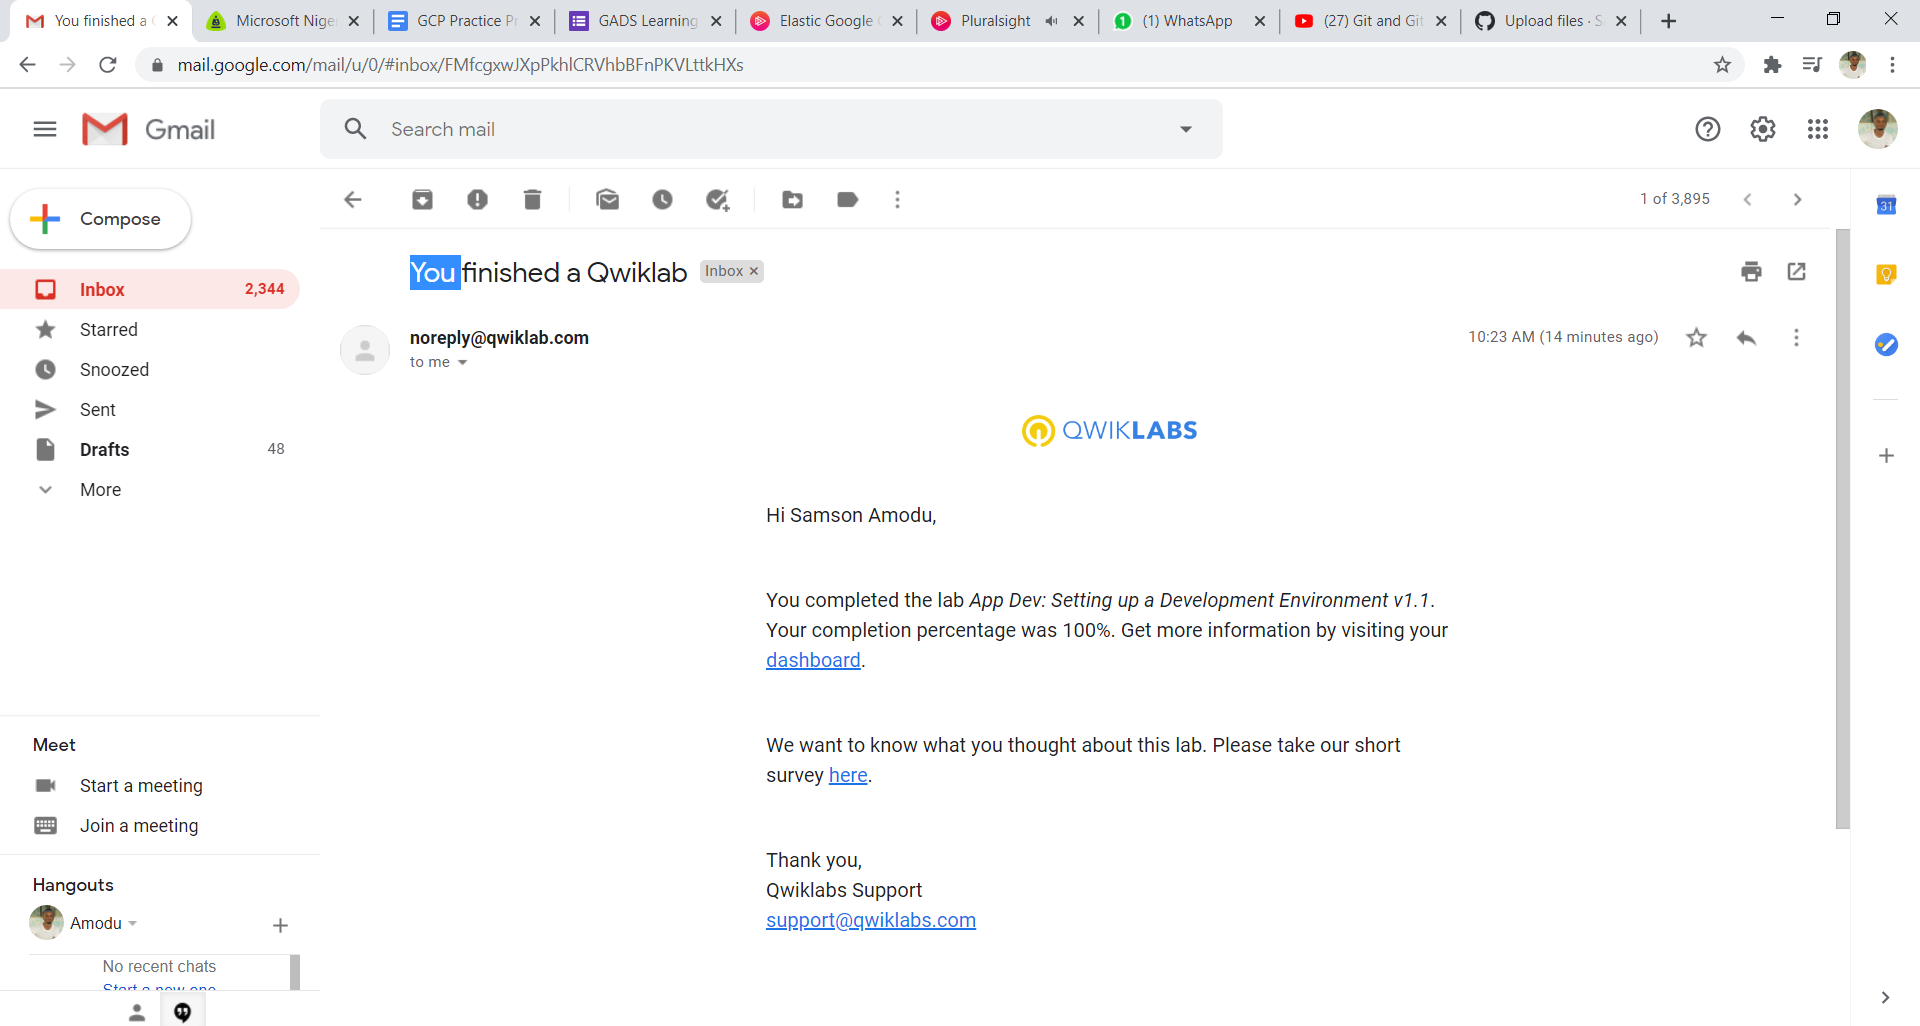 You finished a Q
Microsoft Niger
GCP Practice Pr
GADS Learning
Elastic Google C
Pluralsight
(1) WhatsApp
(27) Git and Git
Upload files · S
mail.google.com/mail/u/0/#inbox/FMfcgxwJXpPkhlCRVhbBFnPKVLttkHXs
Gmail
Search mail
Compose
1 of 3,895
31
You finished a Qwiklab
Inbox ×
Inbox 2,344
Starred
Snoozed
Sent
Drafts 48
More
noreply@qwiklab.com
10:23 AM (14 minutes ago)
to me
QWIKLABS
Hi Samson Amodu,
You completed the lab App Dev: Setting up a Development Environment v1.1.
Your completion percentage was 100%. Get more information by visiting your
dashboard.
We want to know what you thought about this lab. Please take our short
survey here.
Thank you,
Qwiklabs Support
support@qwiklabs.com
Meet
Start a meeting
Join a meeting
Hangouts
Amodu
No recent chats
Start a new one